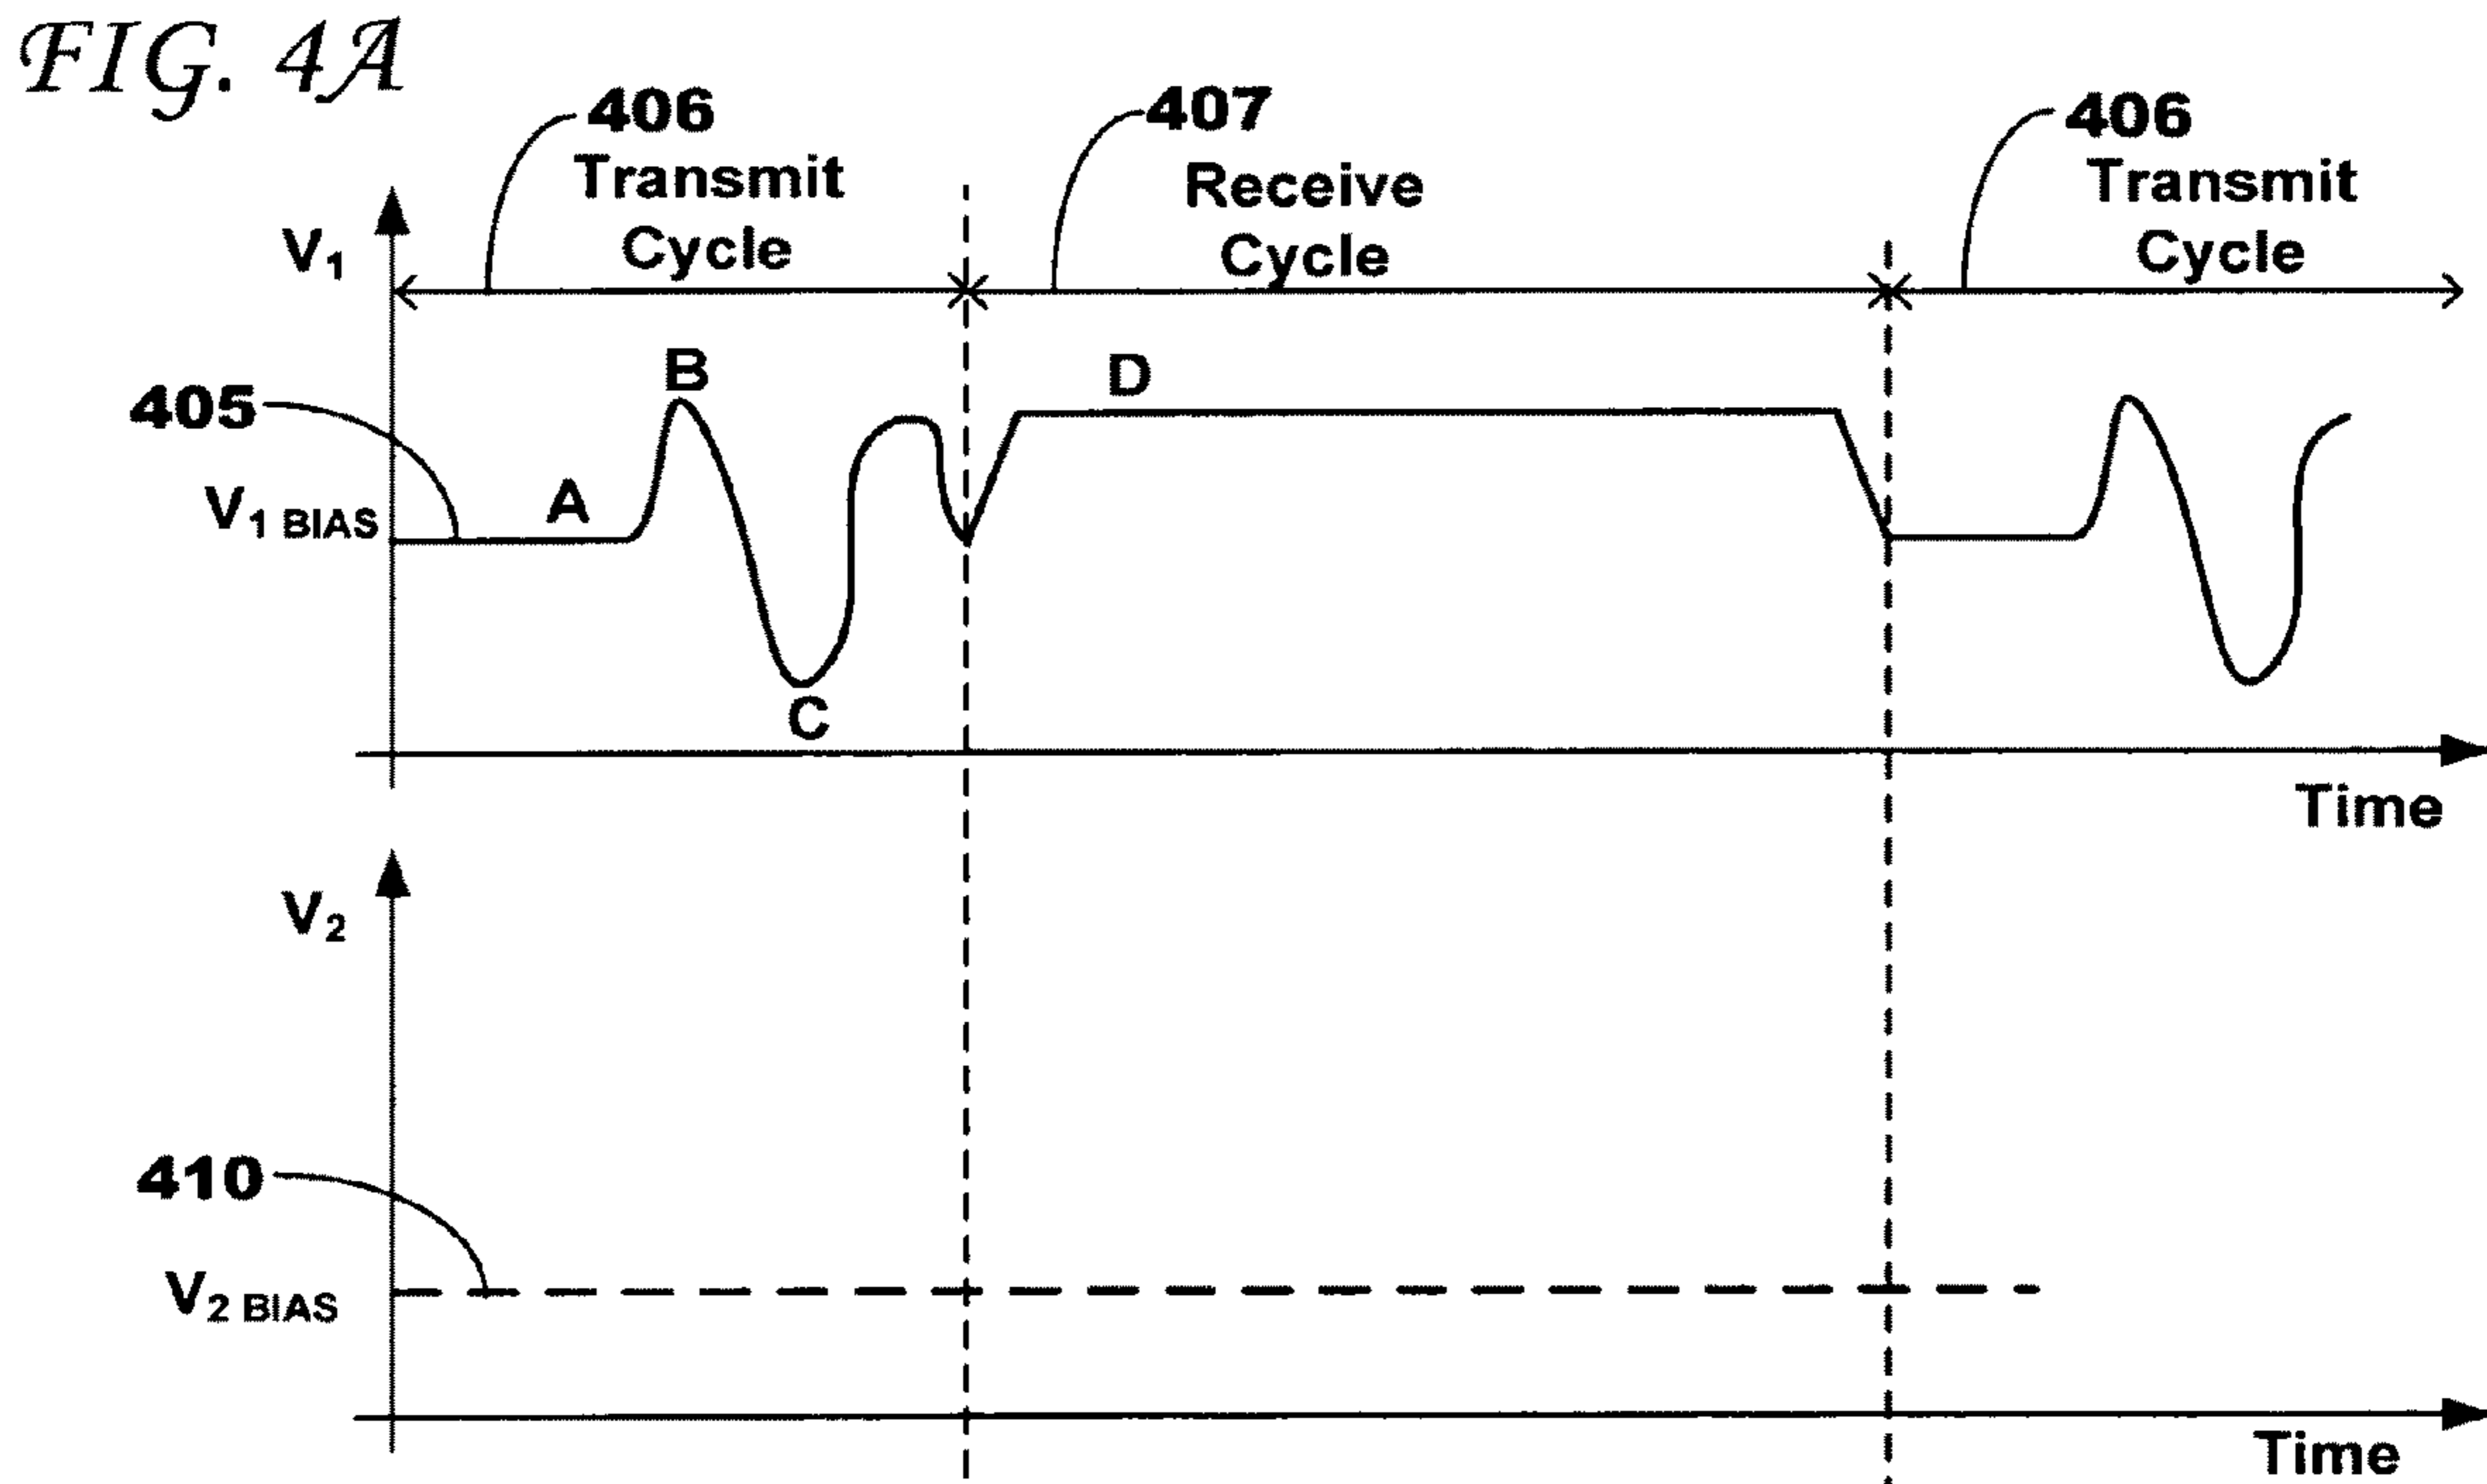 FIG. 4A
406
Transmit
Cycle
407
Receive
Cycle
406
Transmit
Cycle
V1
B
D
405
A
V1 BIAS
C
Time
V2
410
V2 BIAS
Time